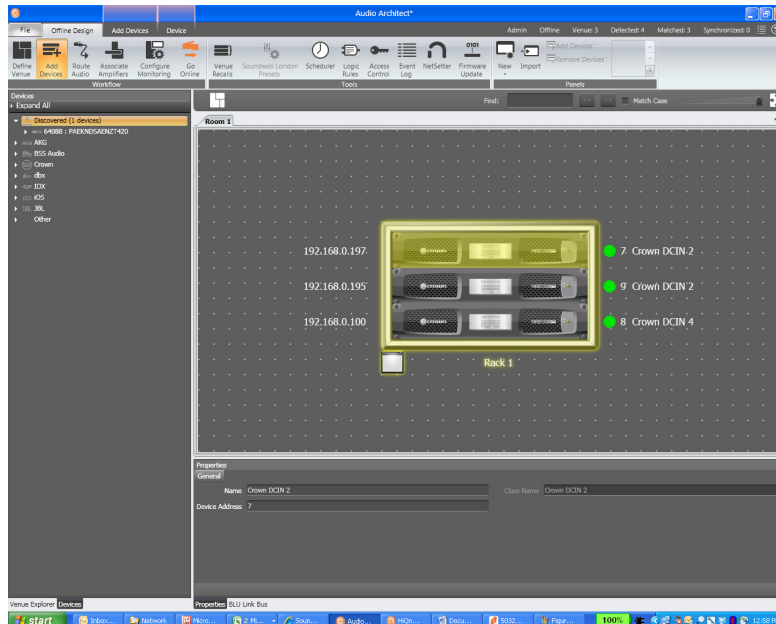 Audio Architect*
File Offline Design Add Devices Device
Admin Offline Venue: 3 Detected: 4 Matched: 3 Synchronized: 0
Define Venue
Add Devices
Route Audio
Associate Amplifiers
Configure Monitoring
Go Online
Workflow
Venue Recalls
Soundweb London Presets
Scheduler
Logic Rules
Access Control
Event Log
NetSetter
Firmware Update
Tools
New
Import
Add Devices
Remove Devices
Panels
Devices
+ Expand All
Discovered (1 devices)
64088 : PAEKNDSAENZT420
AKG
BSS Audio
Crown
dbx
IDX
iOS
JBL
Other
Find:
Match Case
Room 1
192.168.0.197
7 Crown DCIN 2
192.168.0.195
9 Crown DCIN 2
192.168.0.100
8 Crown DCIN 4
Rack 1
Properties
General
Name Crown DCIN 2
Class Name Crown DCIN 2
Device Address 7
Venue Explorer Devices
Properties BLU Link Bus
start Inbox... Network Micro... 2 Mi... Soun... Audio... HiQn... Docu... 5032... Figur... 100% 12:58 P